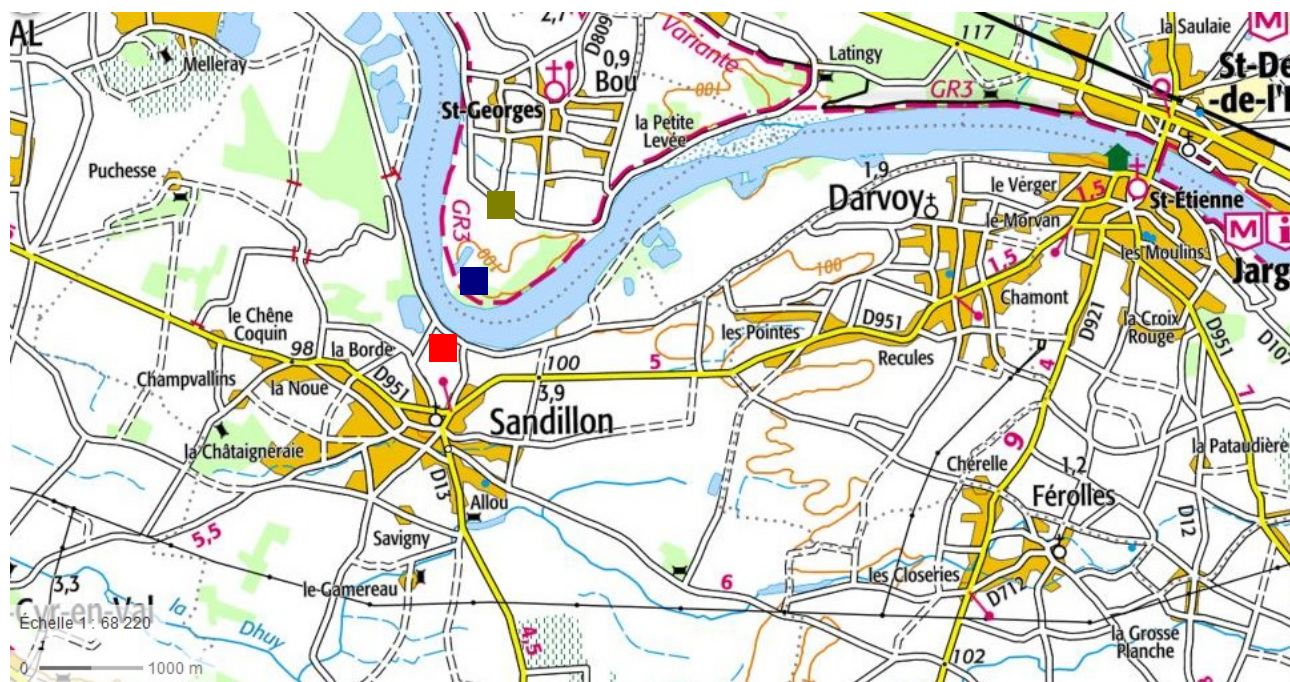 AL
2,7
D809
Variante
Latingy
117
la Saulaie
M
Melleray
0,9
Bou
100
GR3
St-De
-de-l'I
St-Georges
la Petite
Levée
Puchesse
1,9
le Verger
1,5
St-Étienne
Darvoy
le Morvan
GR3
100
M i
les Moulins
Jarg
1,5
100
Chamont
le Chêne
Coquin
la Borde
98
les Pointes
D951
Recules
D921
la Croix
Rouge
D951
D107
Champvallins
la Noue
D951
100
5
4
7
3,9
Sandillon
la Châtaigneraie
9
la Pataudière
Cherelle
1,2
D13
Allou
Férolles
D12
5,5
Savigny
3,3
le Gamereau
6
les Closeries
D712
Cyr-en-Val
la
Dhuy
Échelle 1 : 68 220
4,5
la Grosse
Planche
102
0 1000 m